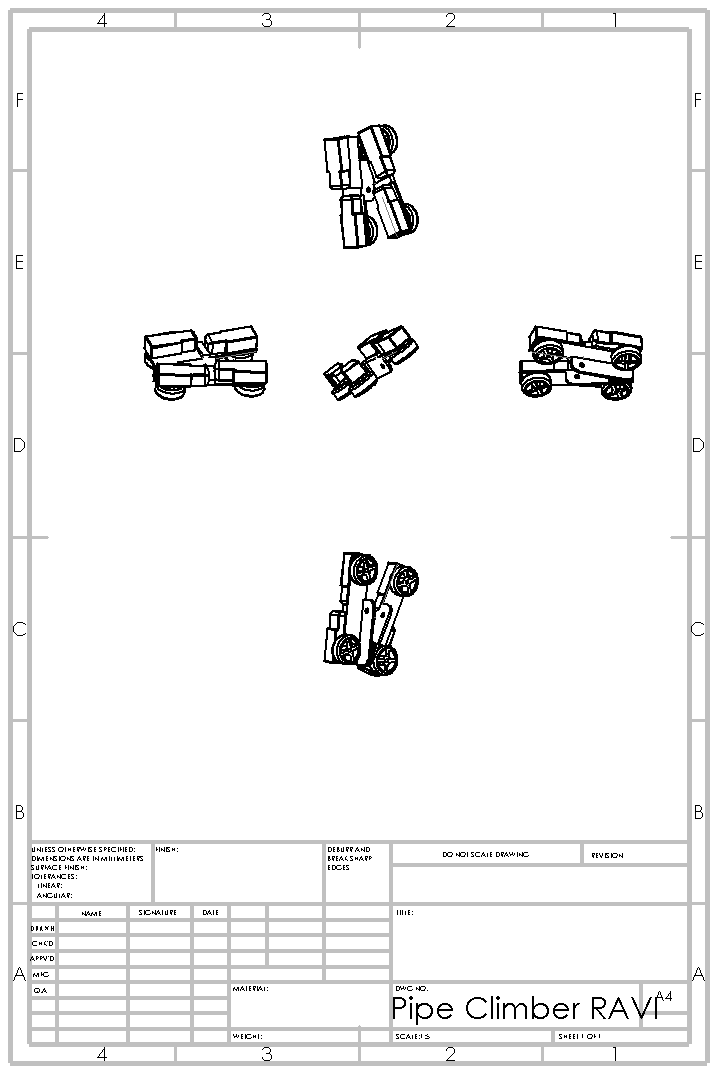 4 3 2 1
F F
E E
D D
C C
B B
UNLESS OTHERWISE SPECIFIED:
DIMENSIONS ARE IN MILLIMETERS
SURFACE FINISH:
TOLERANCES:
LINEAR:
ANGULAR:
FINISH:
DEBURR AND
BREAK SHARP
EDGES
DO NOT SCALE DRAWING
REVISION
NAME SIGNATURE DATE
TITLE:
DRAWN
CHK'D
APPV'D
MFG
Q.A
A A
MATERIAL:
DWG NO.
Pipe Climber RAVI
A4
WEIGHT:
SCALE:1:5
SHEET 1 OF 1
4 3 2 1